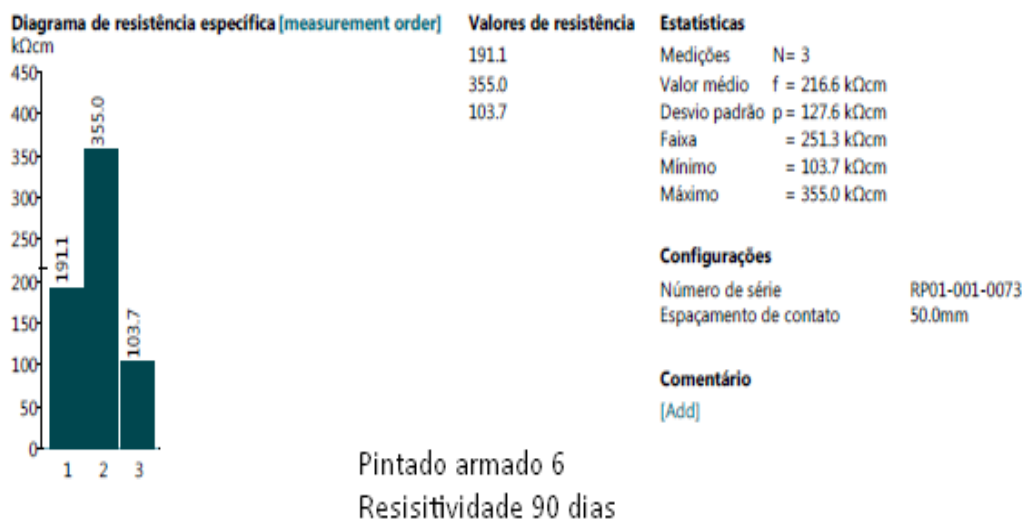 Diagrama de resistência específica [measurement order]
kΩcm
450
400
350
300
250
200
150
100
50
0
191.1
355.0
103.7
1 2 3
Valores de resistência
191.1
355.0
103.7
Estatísticas
Medições N= 3
Valor médio f = 216.6 kΩcm
Desvio padrão p = 127.6 kΩcm
Faixa = 251.3 kΩcm
Mínimo = 103.7 kΩcm
Máximo = 355.0 kΩcm
Configurações
Número de série RP01-001-0073
Espaçamento de contato 50.0mm
Comentário
[Add]
Pintado armado 6
Resisitividade 90 dias